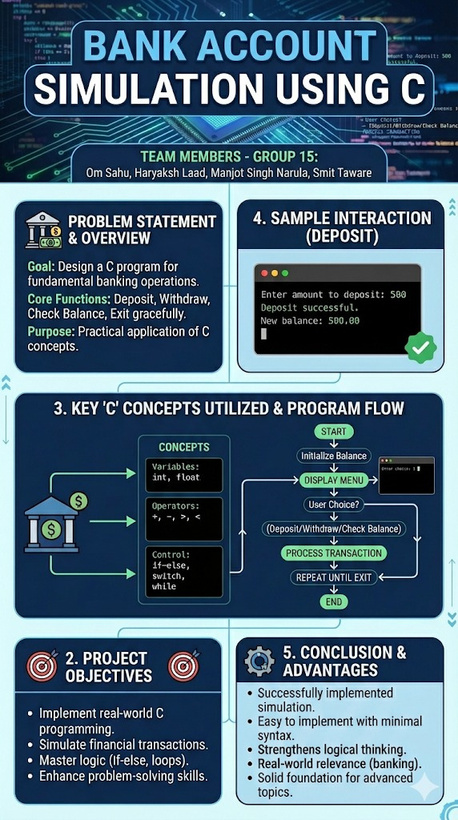 BANK ACCOUNT
SIMULATION USING C
TEAM MEMBERS - GROUP 15:
Om Sahu, Haryaksh Laad, Manjot Singh Narula, Smit Taware
PROBLEM STATEMENT
& OVERVIEW
Goal: Design a C program for
fundamental banking operations.
Core Functions: Deposit, Withdraw,
Check Balance, Exit gracefully.
Purpose: Practical application of C
concepts.
4. SAMPLE INTERACTION
(DEPOSIT)
Enter amount to deposit: 500
Deposit successful.
New balance: 500.00
3. KEY 'C' CONCEPTS UTILIZED & PROGRAM FLOW
CONCEPTS
Variables:
int, float
Operators:
+, -, >, <
Control:
if-else,
switch,
while
START
Initialize Balance
DISPLAY MENU
User Choice?
(Deposit/Withdraw/Check Balance)
PROCESS TRANSACTION
REPEAT UNTIL EXIT
END
2. PROJECT
OBJECTIVES
• Implement real-world C
programming.
• Simulate financial transactions.
• Master logic (if-else, loops).
• Enhance problem-solving skills.
5. CONCLUSION &
ADVANTAGES
• Successfully implemented
simulation.
• Easy to implement with minimal
syntax.
• Strengthens logical thinking.
• Real-world relevance (banking).
• Solid foundation for advanced
topics.